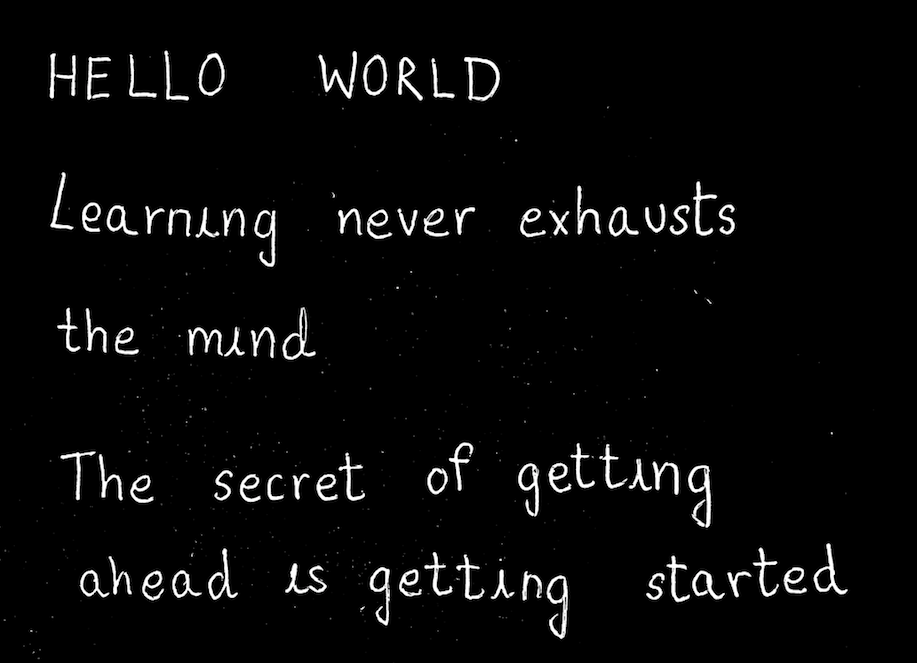 HELLO WORLD
Learning never exhausts
the mind
The secret of getting
ahead is getting started